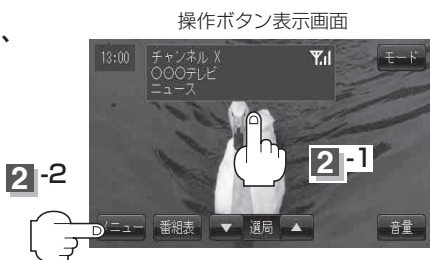 操作ボタン表示画面
、
13:00
チャンネル X
〇〇〇テレビ
ニュース
モード
2-1
2-2
メニュー 番組表 ▼ 選局 ▲ 音量